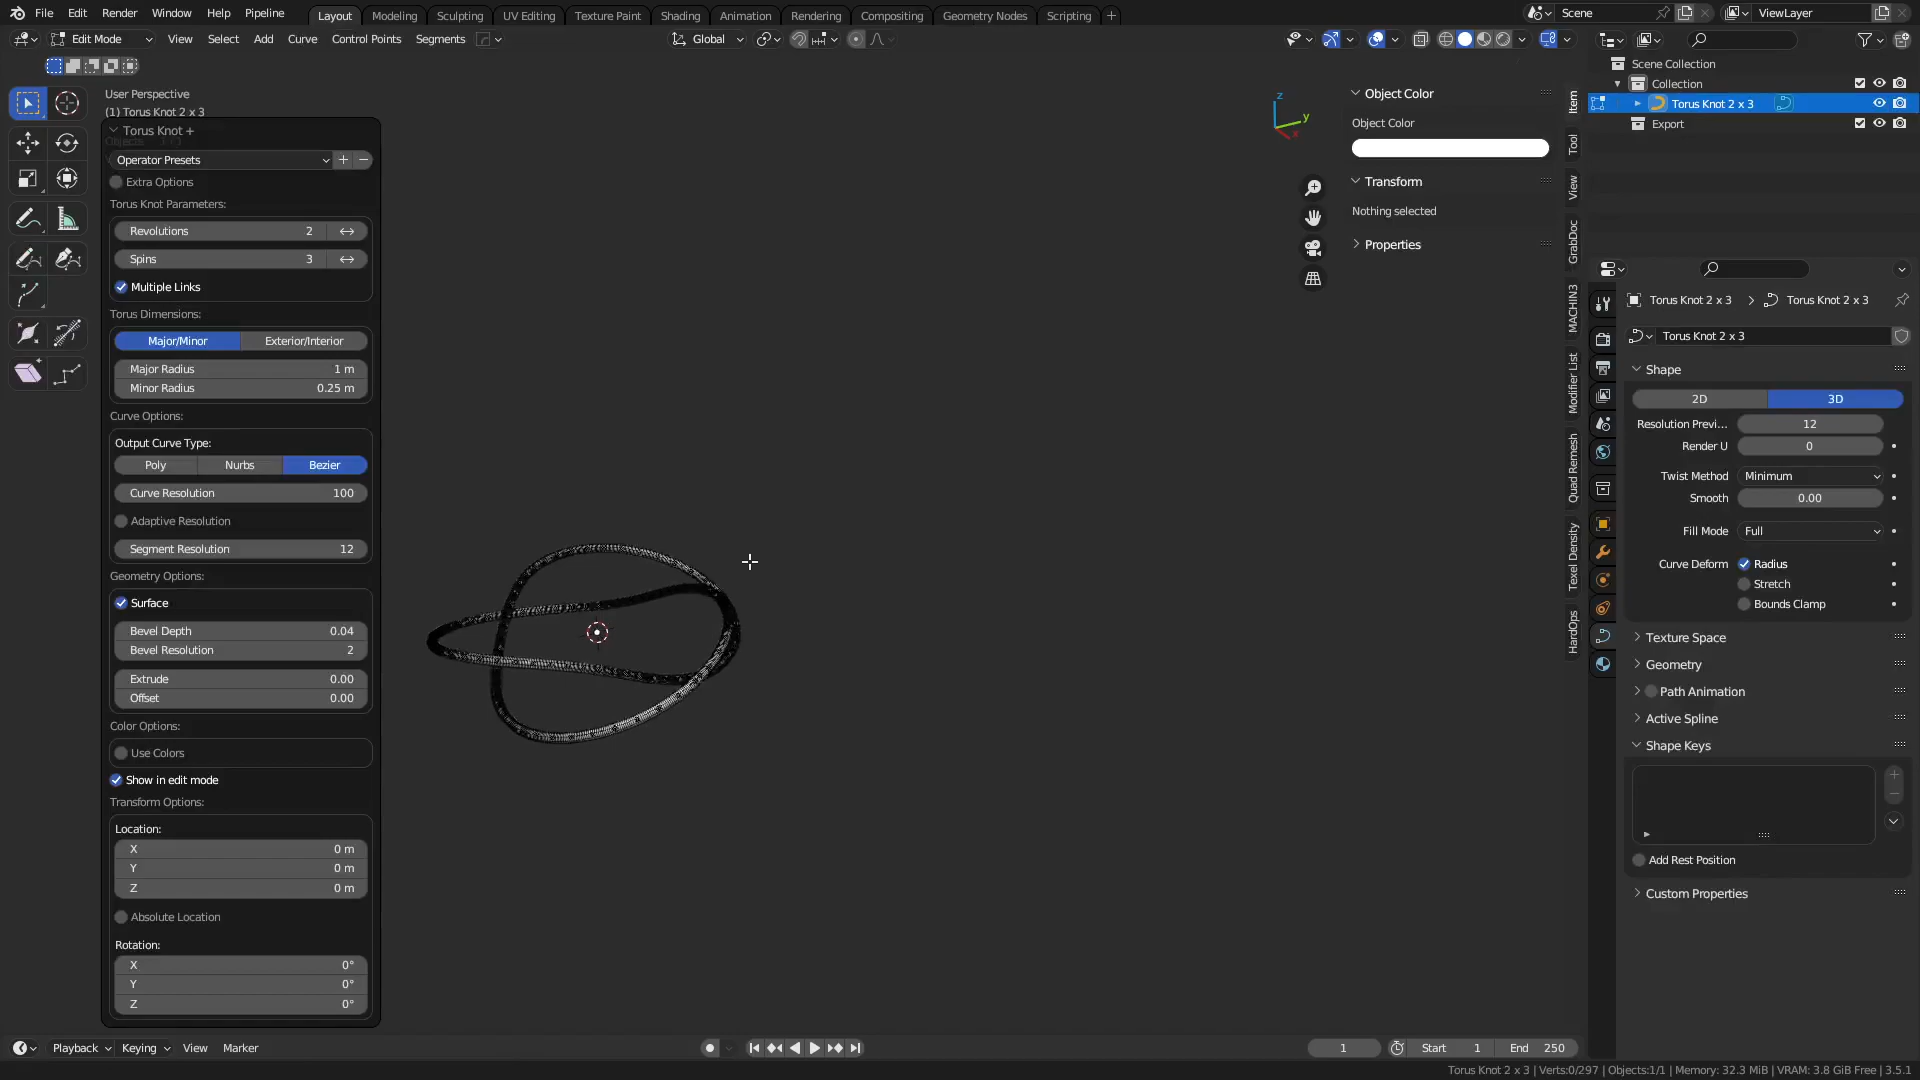 File Edit Render Window Help Pipeline Layout Modeling Sculpting UV Editing Texture Paint Shading Animation Rendering Compositing Geometry Nodes Scripting + Scene ViewLayer
Edit Mode View Select Add Curve Control Points Segments Global
User Perspective
(1) Torus Knot 2 x 3
Objects 1/1
Torus Knot +
Operator Presets + −
Extra Options
Torus Knot Parameters:
Revolutions 2
Spins 3
Multiple Links
Torus Dimensions:
Major/Minor Exterior/Interior
Major Radius 1 m
Minor Radius 0.25 m
Curve Options:
Output Curve Type:
Poly Nurbs Bezier
Curve Resolution 100
Adaptive Resolution
Segment Resolution 12
Geometry Options:
Surface
Bevel Depth 0.04
Bevel Resolution 2
Extrude 0.00
Offset 0.00
Color Options:
Use Colors
Show in edit mode
Transform Options:
Location:
X 0 m
Y 0 m
Z 0 m
Absolute Location
Rotation:
X 0°
Y 0°
Z 0°
z
y
x
Object Color
Object Color
Transform
Nothing selected
Properties
Item
Tool
View
GrabDoc
MACHIN3
Modifier List
Quad Remesh
Texel Density
HardOps
Scene Collection
Collection
Torus Knot 2 x 3
Export
Torus Knot 2 x 3 Torus Knot 2 x 3
Torus Knot 2 x 3
Shape
2D 3D
Resolution Previ... 12
Render U 0
Twist Method Minimum
Smooth 0.00
Fill Mode Full
Curve Deform Radius
Stretch
Bounds Clamp
Texture Space
Geometry
Path Animation
Active Spline
Shape Keys
Add Rest Position
Custom Properties
Playback Keying View Marker 1 Start 1 End 250
Torus Knot 2 x 3 | Verts:0/297 | Objects:1/1 | Memory: 32.3 MiB | VRAM: 3.8 GiB Free | 3.5.1